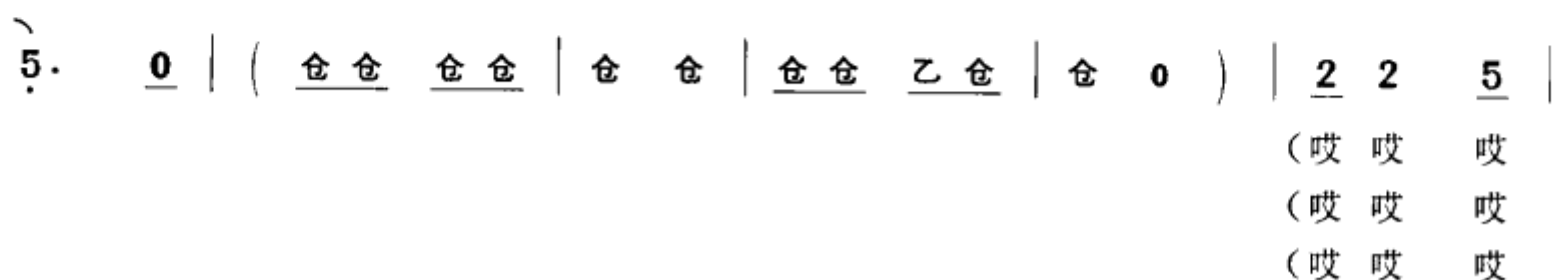 5. 0 | ( 仓仓 仓仓 | 仓 仓 | 仓仓 乙仓 | 仓 0 ) | 2 2 5 |
(哎 哎 哎
(哎 哎 哎
(哎 哎 哎